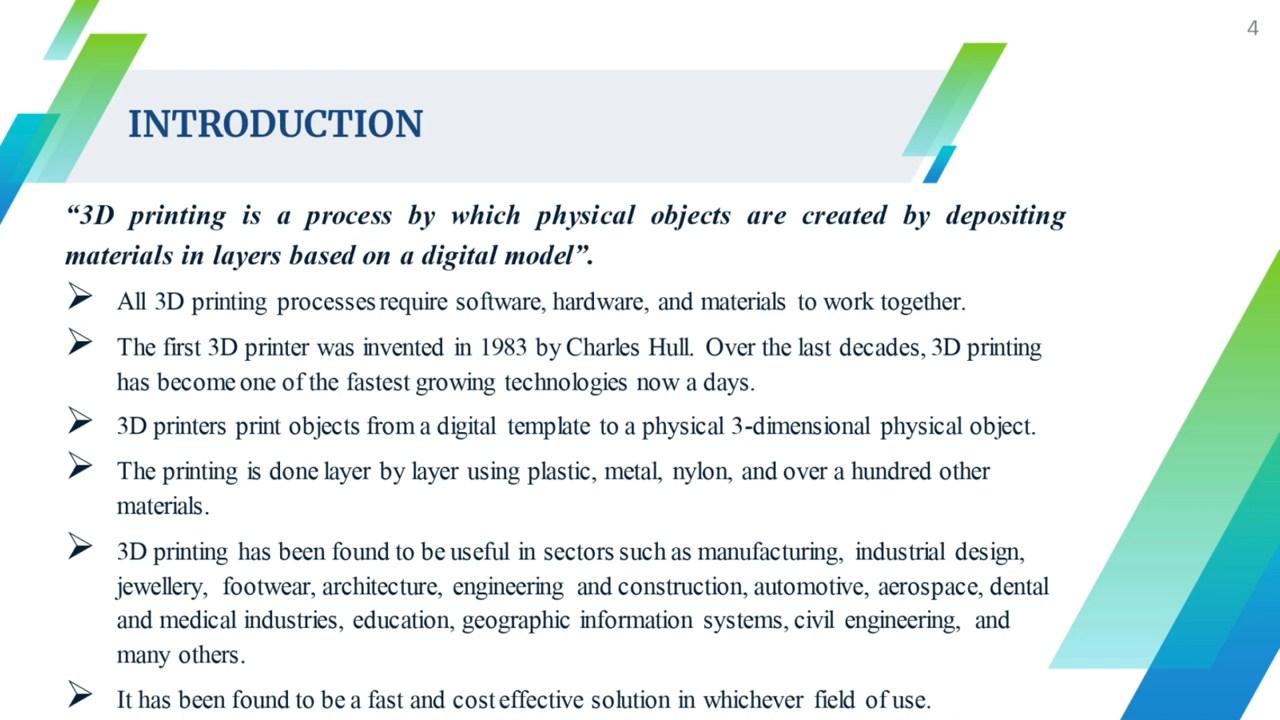 4
INTRODUCTION
“3D printing is a process by which physical objects are created by depositing
materials in layers based on a digital model”.
➢ All 3D printing processes require software, hardware, and materials to work together.
➢ The first 3D printer was invented in 1983 by Charles Hull. Over the last decades, 3D printing
has become one of the fastest growing technologies now a days.
➢ 3D printers print objects from a digital template to a physical 3-dimensional physical object.
➢ The printing is done layer by layer using plastic, metal, nylon, and over a hundred other
materials.
➢ 3D printing has been found to be useful in sectors such as manufacturing, industrial design,
jewellery, footwear, architecture, engineering and construction, automotive, aerospace, dental
and medical industries, education, geographic information systems, civil engineering, and
many others.
➢ It has been found to be a fast and cost effective solution in whichever field of use.